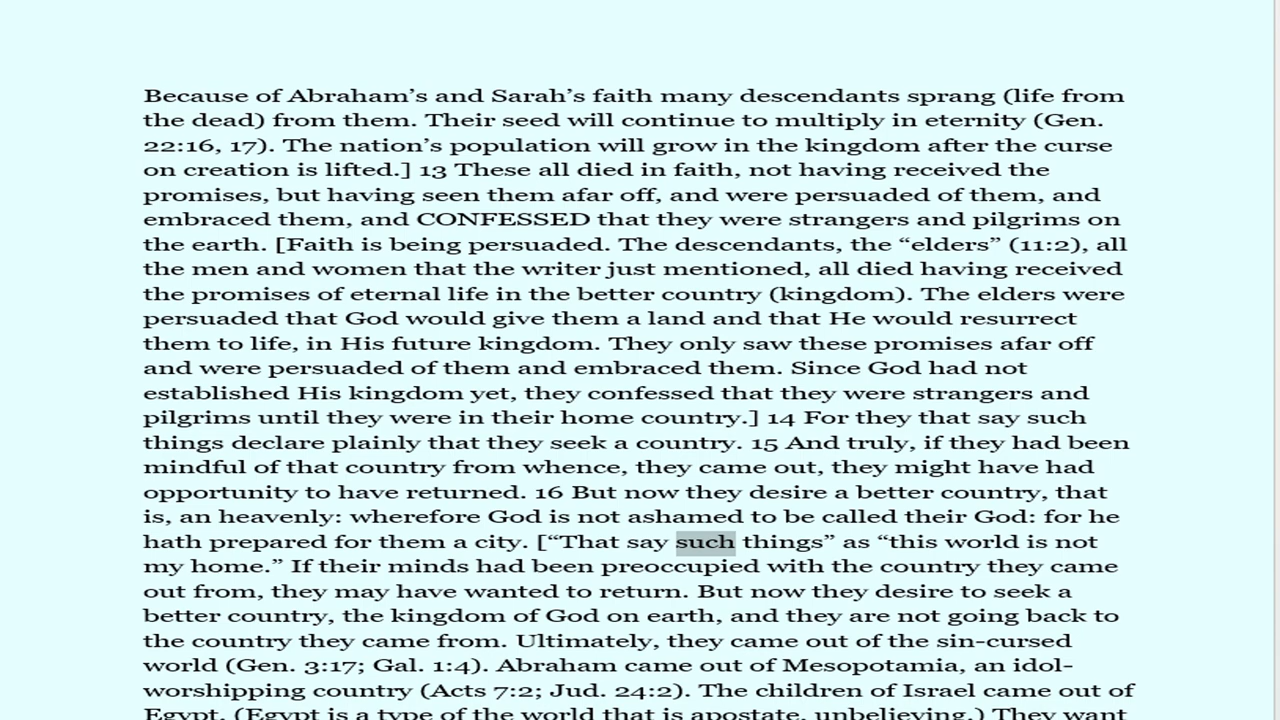 Because of Abraham’s and Sarah’s faith many descendants sprang (life from
the dead) from them. Their seed will continue to multiply in eternity (Gen.
22:16, 17). The nation’s population will grow in the kingdom after the curse
on creation is lifted.] 13 These all died in faith, not having received the
promises, but having seen them afar off, and were persuaded of them, and
embraced them, and CONFESSED that they were strangers and pilgrims on
the earth. [Faith is being persuaded. The descendants, the “elders” (11:2), all
the men and women that the writer just mentioned, all died having received
the promises of eternal life in the better country (kingdom). The elders were
persuaded that God would give them a land and that He would resurrect
them to life, in His future kingdom. They only saw these promises afar off
and were persuaded of them and embraced them. Since God had not
established His kingdom yet, they confessed that they were strangers and
pilgrims until they were in their home country.] 14 For they that say such
things declare plainly that they seek a country. 15 And truly, if they had been
mindful of that country from whence, they came out, they might have had
opportunity to have returned. 16 But now they desire a better country, that
is, an heavenly: wherefore God is not ashamed to be called their God: for he
hath prepared for them a city. [“That say such things” as “this world is not
my home.” If their minds had been preoccupied with the country they came
out from, they may have wanted to return. But now they desire to seek a
better country, the kingdom of God on earth, and they are not going back to
the country they came from. Ultimately, they came out of the sin-cursed
world (Gen. 3:17; Gal. 1:4). Abraham came out of Mesopotamia, an idol-
worshipping country (Acts 7:2; Jud. 24:2). The children of Israel came out of
Egypt. (Egypt is a type of the world that is apostate, unbelieving.) They want